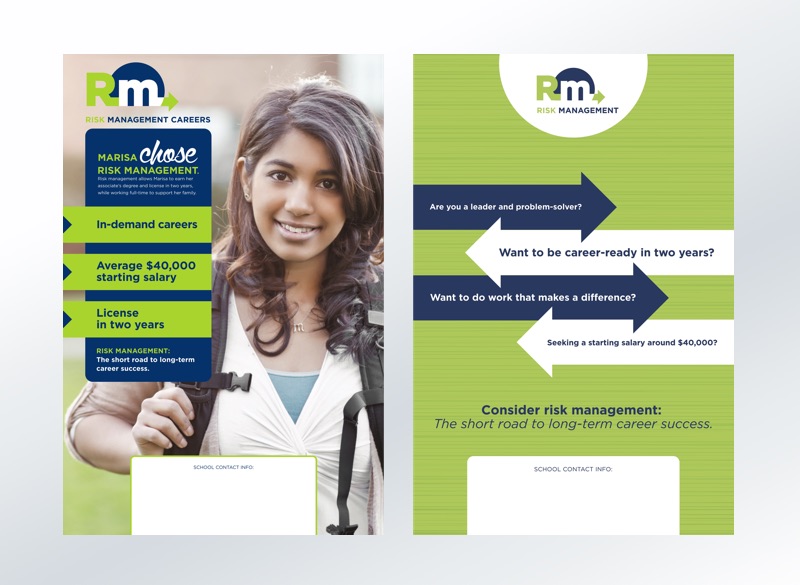 Rm
RISK MANAGEMENT CAREERS
MARISA chose
RISK MANAGEMENT.
Risk management allows Marisa to earn her
associate's degree and license in two years,
while working full-time to support her family.
In-demand careers
Average $40,000
starting salary
License
in two years
RISK MANAGEMENT:
The short road to long-term
career success.
SCHOOL CONTACT INFO:
Rm
RISK MANAGEMENT
Are you a leader and problem-solver?
Want to be career-ready in two years?
Want to do work that makes a difference?
Seeking a starting salary around $40,000?
Consider risk management:
The short road to long-term career success.
SCHOOL CONTACT INFO: